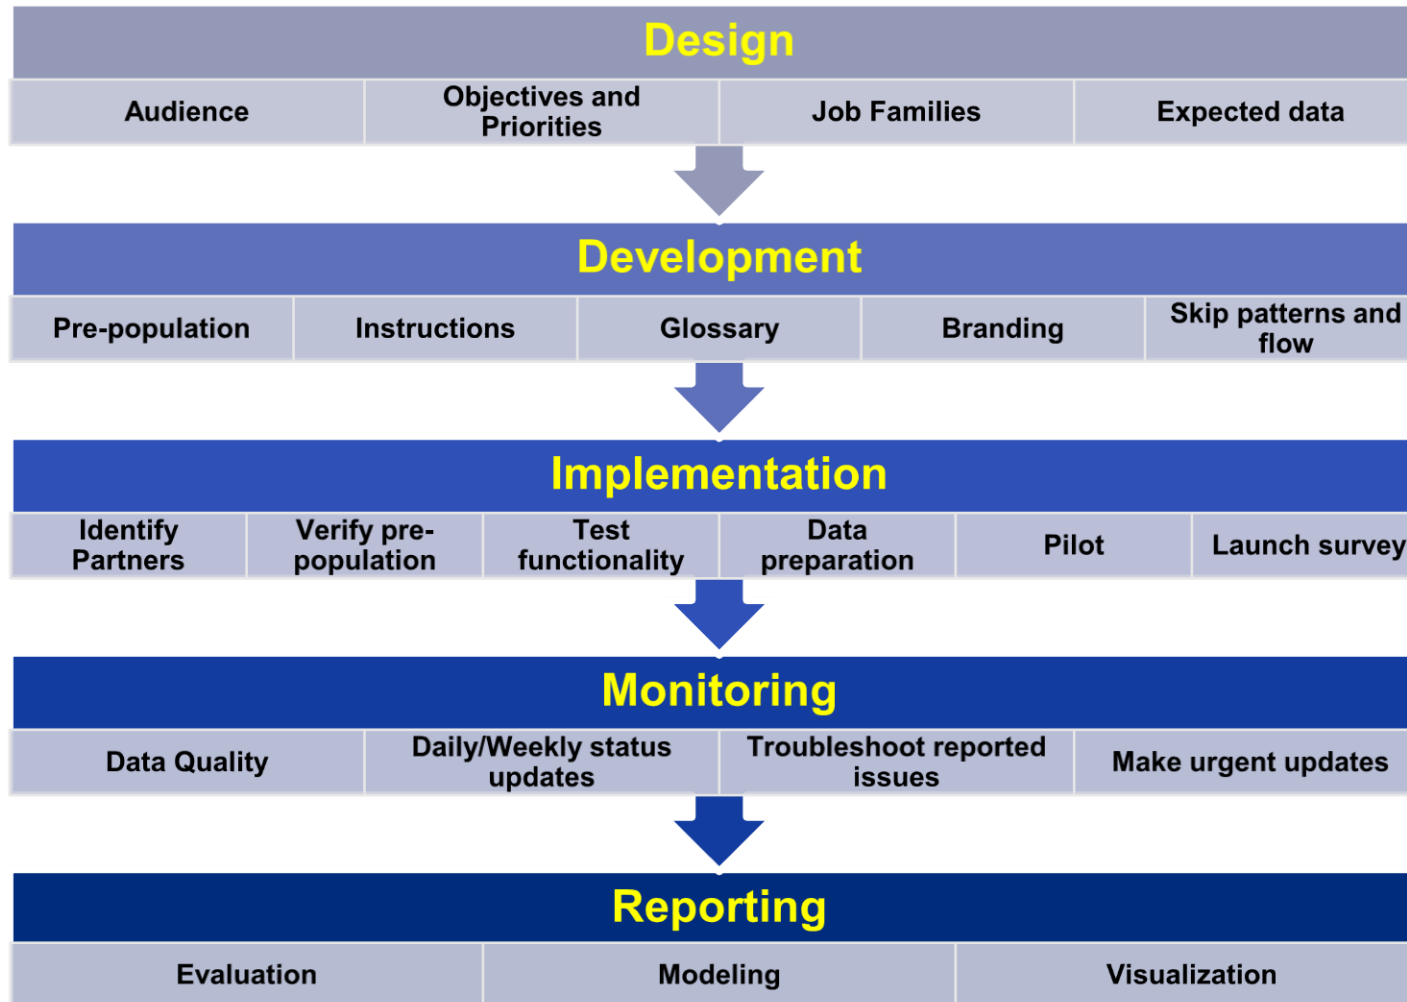 Design
Audience
Objectives and
Priorities
Job Families
Expected data
Development
Pre-population
Instructions
Glossary
Branding
Skip patterns and
flow
Implementation
Identify
Partners
Verify pre-
population
Test
functionality
Data
preparation
Pilot
Launch survey
Monitoring
Data Quality
Daily/Weekly status
updates
Troubleshoot reported
issues
Make urgent updates
Reporting
Evaluation
Modeling
Visualization